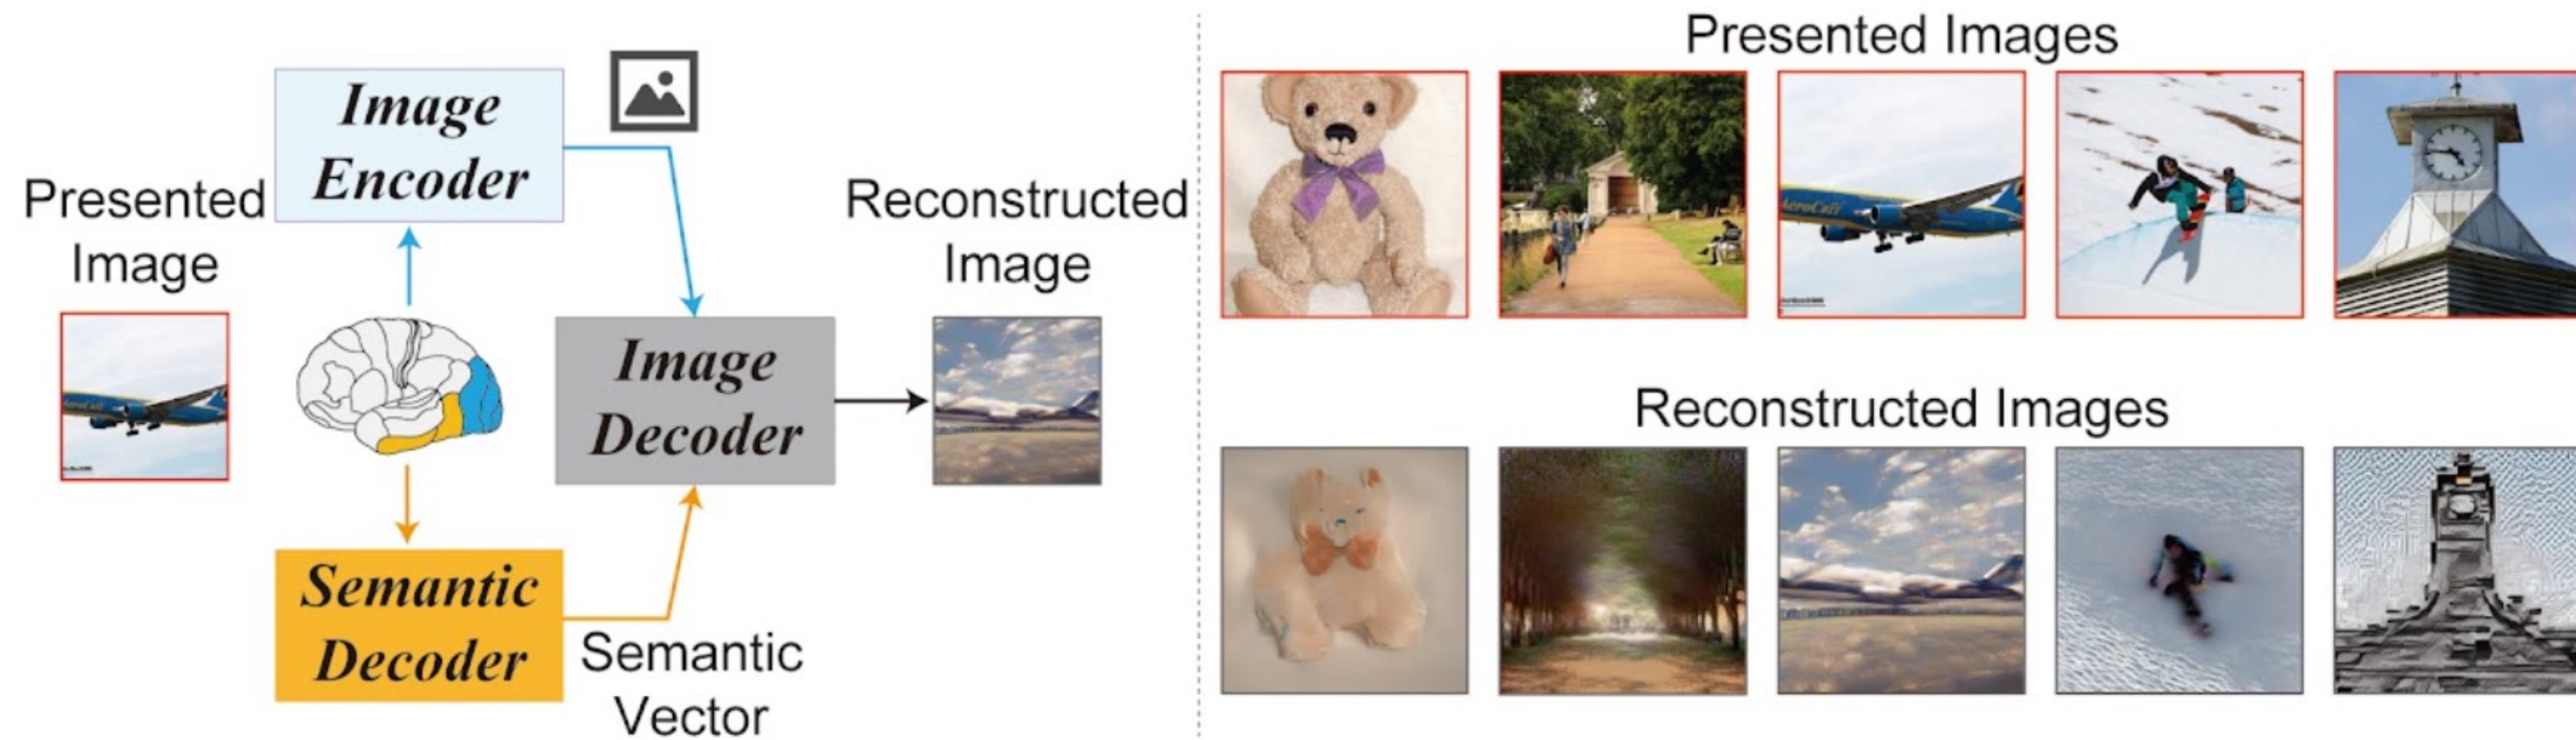 Presented
Image
Image
Encoder
Semantic
Decoder
Semantic
Vector
Image
Decoder
Reconstructed
Image
Presented Images
Reconstructed Images